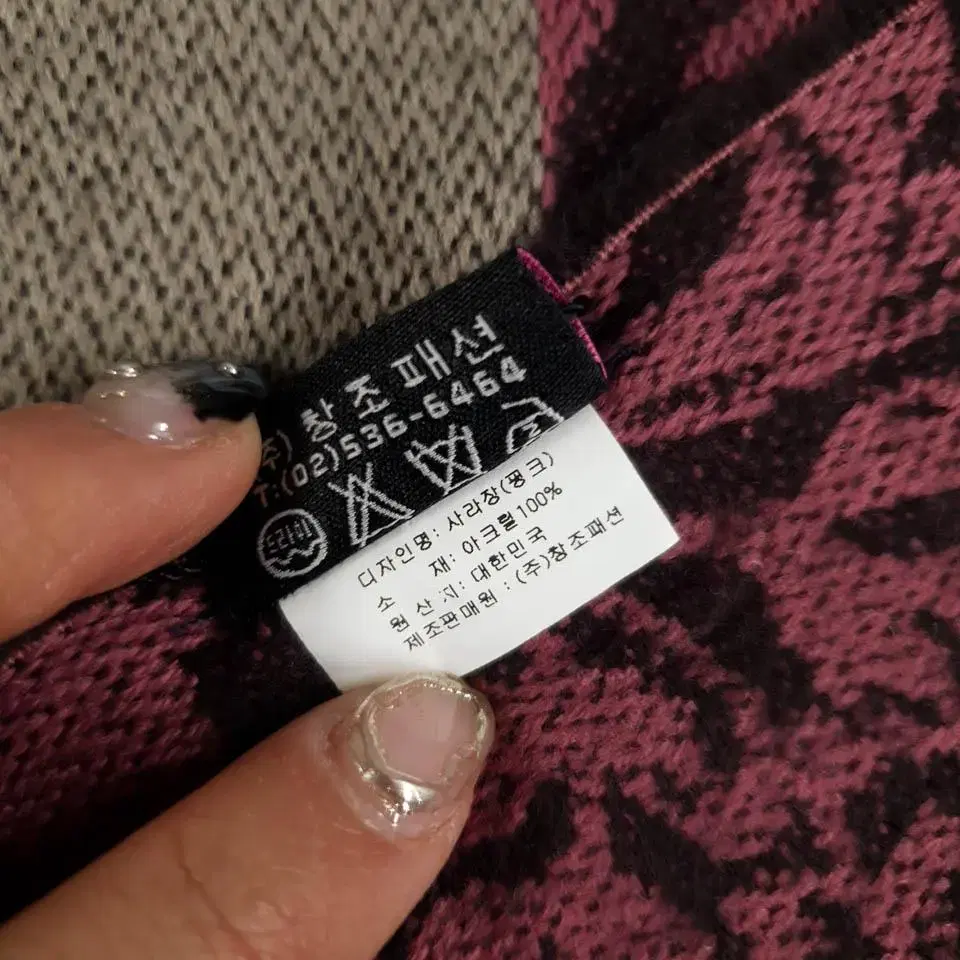 주) 창조패션
T:(02)536-6464
드라이
디자인명: 사라장(핑크)
소 재: 아크릴100%
원 산 지: 대한민국
제조판매원 : (주)창조패션